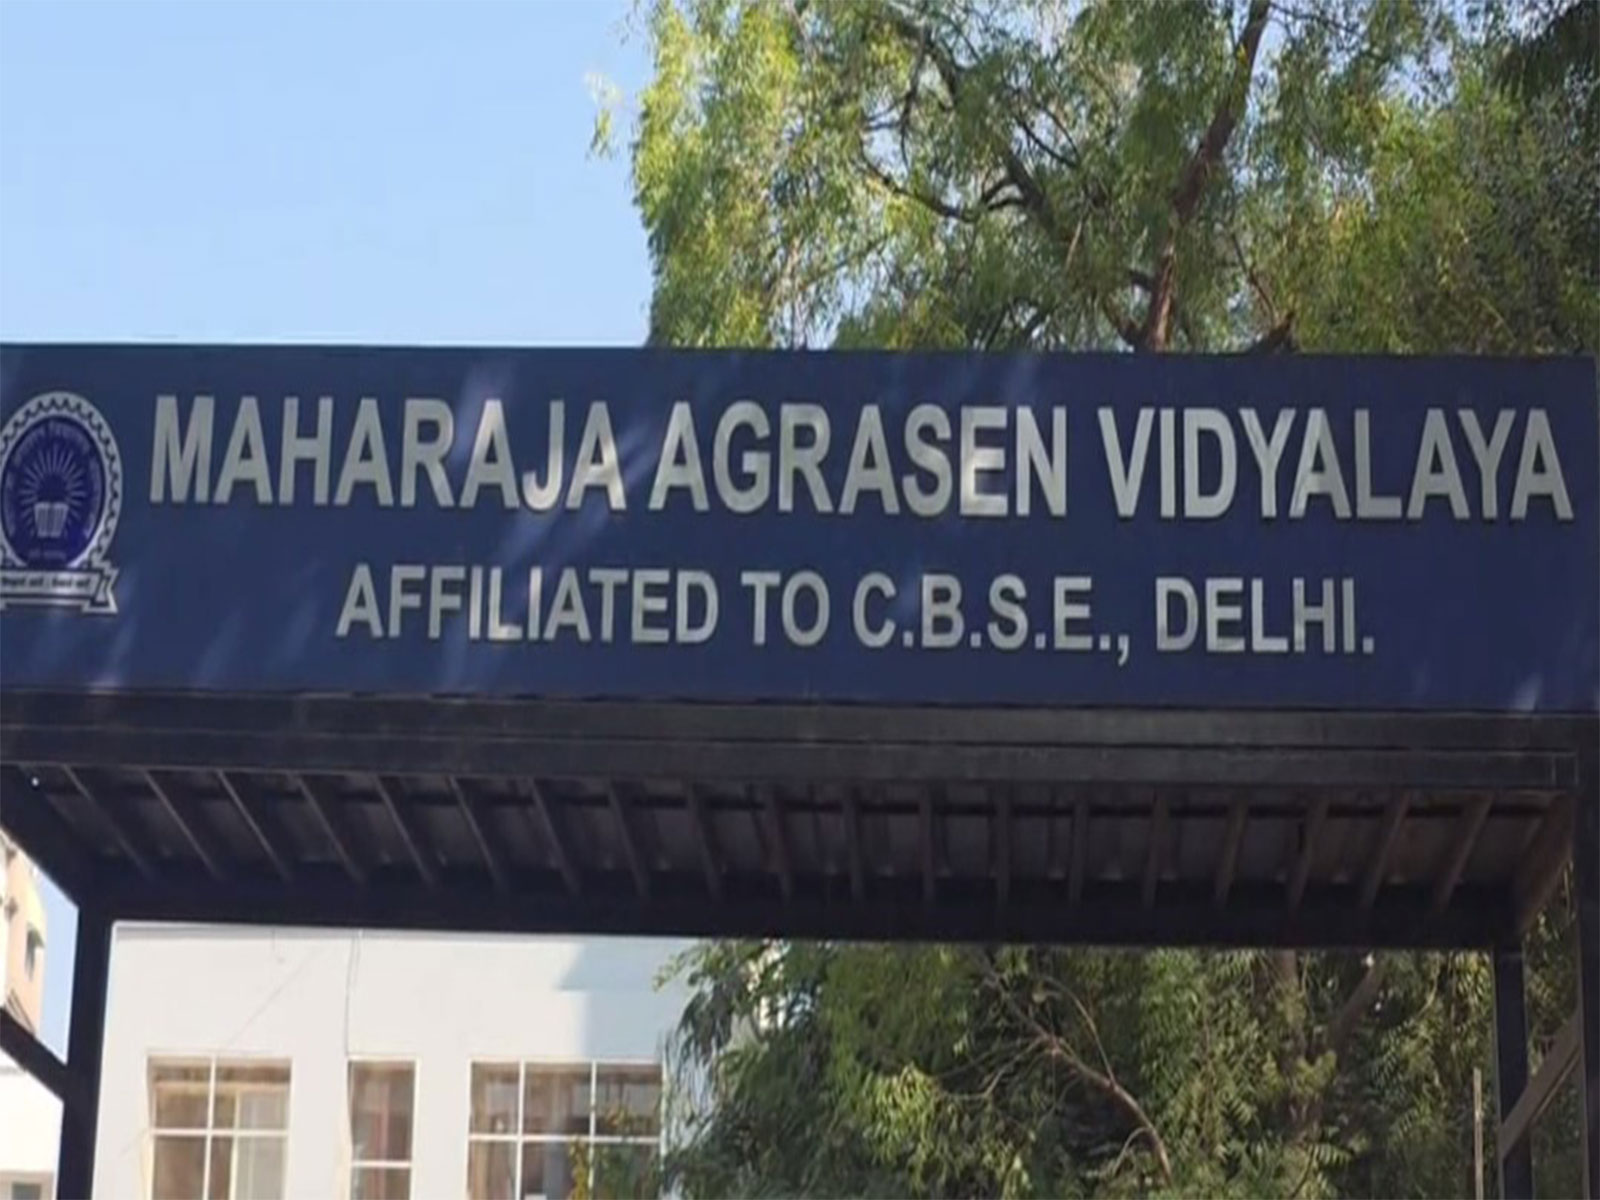 MAHARAJA AGRASEN VIDYALAYA
AFFILIATED TO C.B.S.E., DELHI.